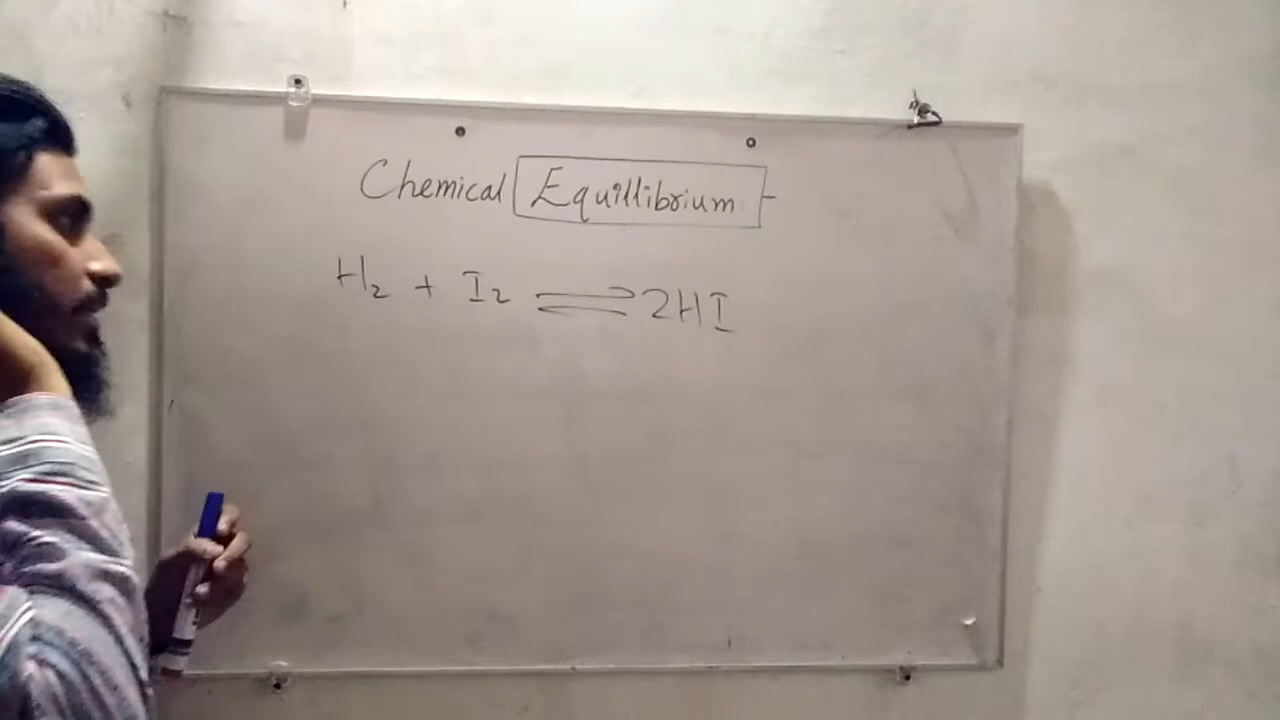 Chemical Equillibrium -
H₂ + I₂ ⇌ 2HI